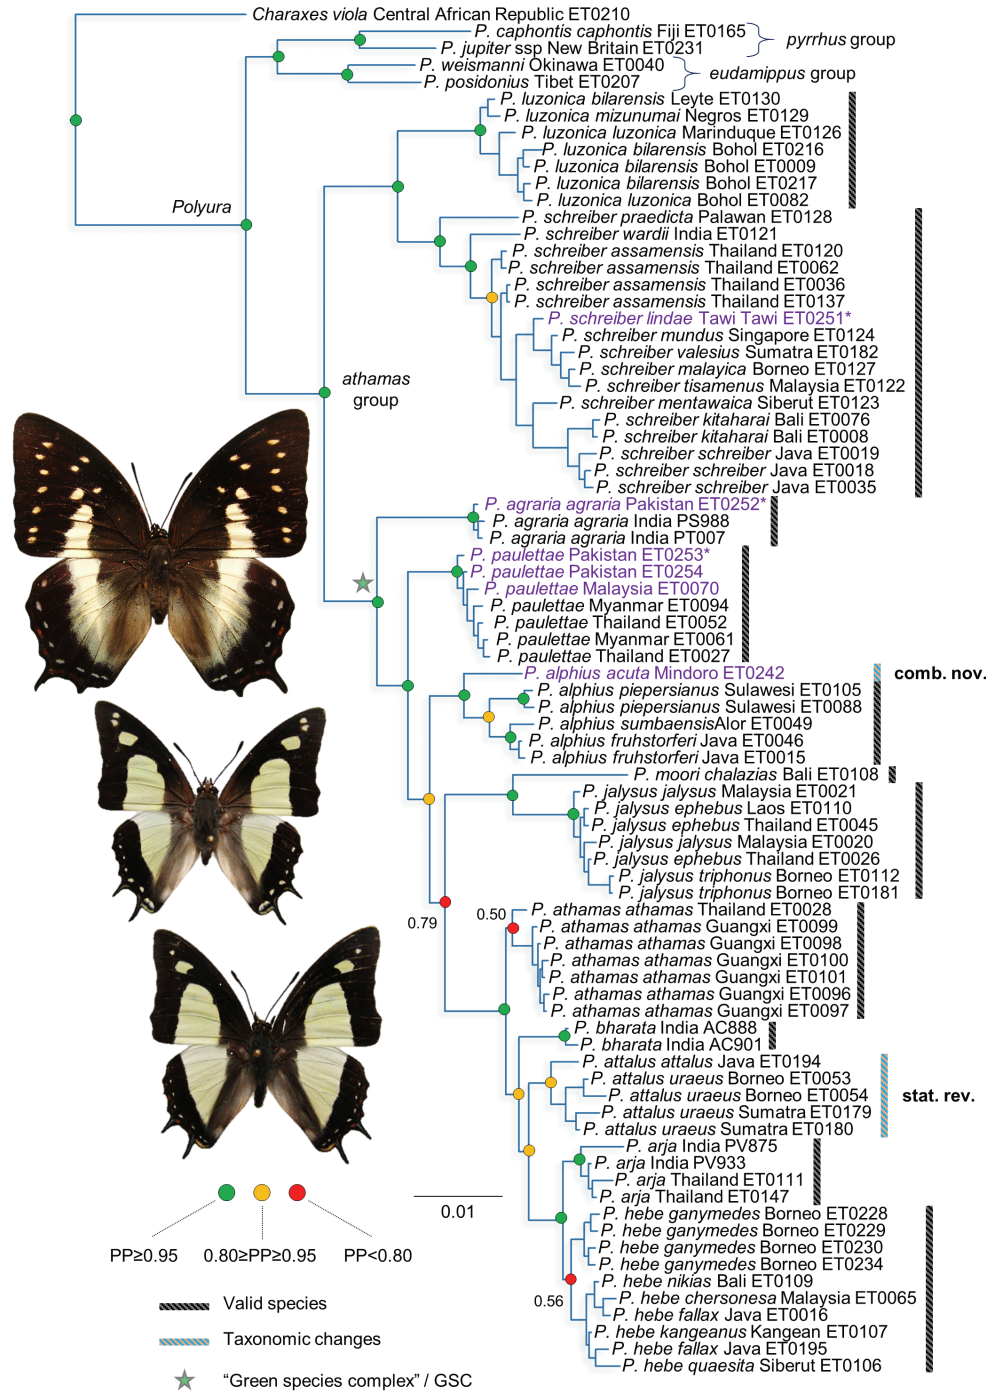 Charaxes viola Central African Republic ET0210
P. caphontis caphontis Fiji ET0165
P. jupiter ssp New Britain ET0231
pyrrhus group
P. weismanni Okinawa ET0040
P. posidonius Tibet ET0207
eudamippus group
P. luzonica bilarensis Leyte ET0130
P. luzonica mizunumai Negros ET0129
P. luzonica luzonica Marinduque ET0126
P. luzonica bilarensis Bohol ET0216
P. luzonica bilarensis Bohol ET0009
P. luzonica bilarensis Bohol ET0217
P. luzonica luzonica Bohol ET0082
Polyura
P. schreiber praedicta Palawan ET0128
P. schreiber wardii India ET0121
P. schreiber assamensis Thailand ET0120
P. schreiber assamensis Thailand ET0062
P. schreiber assamensis Thailand ET0036
P. schreiber assamensis Thailand ET0137
P. schreiber lindae Tawi Tawi ET0251*
P. schreiber mundus Singapore ET0124
P. schreiber valesius Sumatra ET0182
P. schreiber malayica Borneo ET0127
P. schreiber tisamenus Malaysia ET0122
athamas
group
P. schreiber mentawaica Siberut ET0123
P. schreiber kitaharai Bali ET0076
P. schreiber kitaharai Bali ET0008
P. schreiber schreiber Java ET0019
P. schreiber schreiber Java ET0018
P. schreiber schreiber Java ET0035
P. agraria agraria Pakistan ET0252*
P. agraria agraria India PS988
P. agraria agraria India PT007
P. paulettae Pakistan ET0253*
P. paulettae Pakistan ET0254
P. paulettae Malaysia ET0070
P. paulettae Myanmar ET0094
P. paulettae Thailand ET0052
P. paulettae Myanmar ET0061
P. paulettae Thailand ET0027
P. alphius acuta Mindoro ET0242
comb. nov.
P. alphius piepersianus Sulawesi ET0105
P. alphius piepersianus Sulawesi ET0088
P. alphius sumbaensisAlor ET0049
P. alphius fruhstorferi Java ET0046
P. alphius fruhstorferi Java ET0015
P. moori chalazias Bali ET0108
P. jalysus jalysus Malaysia ET0021
P. jalysus ephebus Laos ET0110
P. jalysus ephebus Thailand ET0045
P. jalysus jalysus Malaysia ET0020
P. jalysus ephebus Thailand ET0026
P. jalysus triphonus Borneo ET0112
P. jalysus triphonus Borneo ET0181
0.79
0.50
P. athamas athamas Thailand ET0028
P. athamas athamas Guangxi ET0099
P. athamas athamas Guangxi ET0098
P. athamas athamas Guangxi ET0100
P. athamas athamas Guangxi ET0101
P. athamas athamas Guangxi ET0096
P. athamas athamas Guangxi ET0097
P. bharata India AC888
P. bharata India AC901
P. attalus attalus Java ET0194
P. attalus uraeus Borneo ET0053
P. attalus uraeus Borneo ET0054
stat. rev.
P. attalus uraeus Sumatra ET0179
P. attalus uraeus Sumatra ET0180
P. arja India PV875
P. arja India PV933
P. arja Thailand ET0111
P. arja Thailand ET0147
P. hebe ganymedes Borneo ET0228
P. hebe ganymedes Borneo ET0229
P. hebe ganymedes Borneo ET0230
P. hebe ganymedes Borneo ET0234
P. hebe nikias Bali ET0109
P. hebe chersonesa Malaysia ET0065
0.56
P. hebe fallax Java ET0016
P. hebe kangeanus Kangean ET0107
P. hebe fallax Java ET0195
P. hebe quaesita Siberut ET0106
0.01
PP≥0.95
0.80≥PP≥0.95
PP<0.80
Valid species
Taxonomic changes
“Green species complex” / GSC